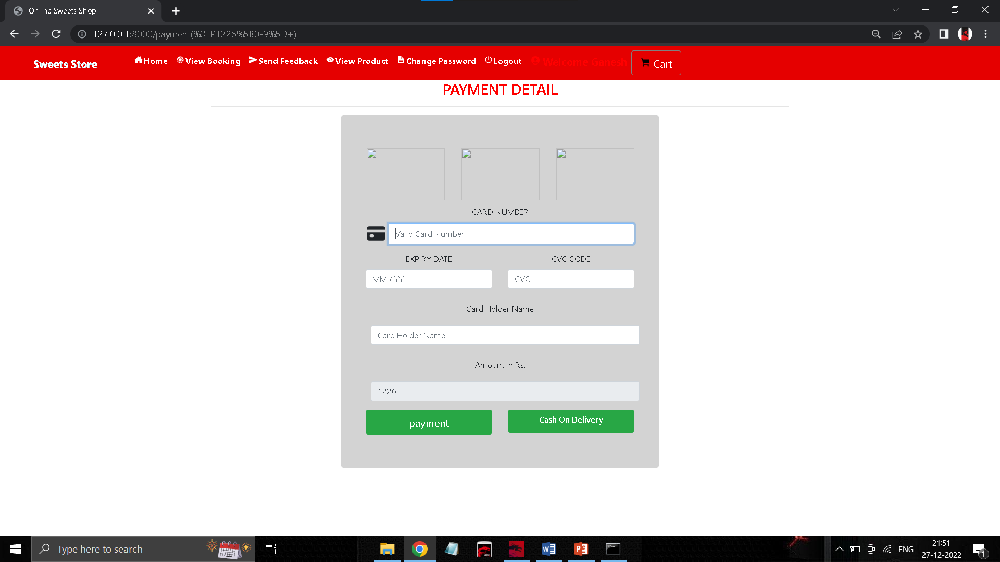 Online Sweets Shop
127.0.0.1:8000/payment(%3FP1226%5B0-9%5D+)
Sweets Store
Home
View Booking
Send Feedback
View Product
Change Password
Logout
Welcome Ganesh
Cart
PAYMENT DETAIL
CARD NUMBER
Valid Card Number
EXPIRY DATE
CVC CODE
MM / YY
CVC
Card Holder Name
Card Holder Name
Amount In Rs.
1226
payment
Cash On Delivery
Type here to search
ENG
21:51
27-12-2022
1